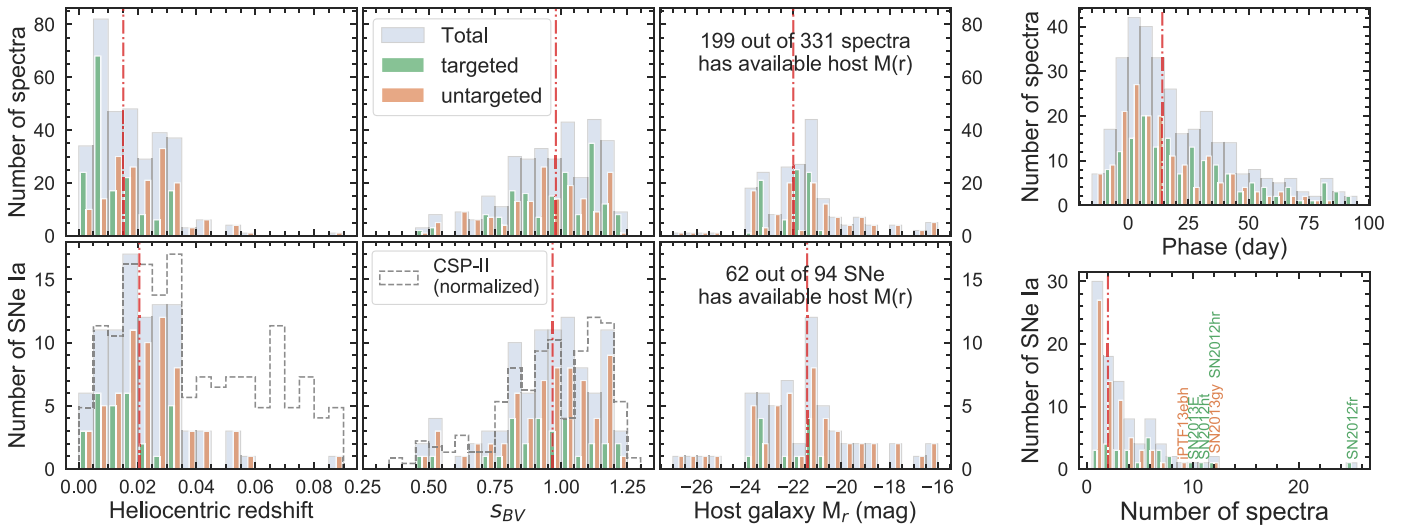 Number of spectra
80
60
40
20
0
Total
targeted
untargeted
199 out of 331 spectra
has available host M(r)
80
60
40
20
0
Number of SNe Ia
15
10
5
0
0.00
0.02
0.04
0.06
0.08
Heliocentric redshift
CSP-II
(normalized)
0.25
0.50
0.75
1.00
1.25
s_BV
62 out of 94 SNe
has available host M(r)
15
10
5
0
−26
−24
−22
−20
−18
−16
Host galaxy M_r (mag)
Number of spectra
40
30
20
10
0
0
25
50
75
100
Phase (day)
Number of SNe Ia
30
20
10
0
iPTF13ebh
SN2013E
SN2012ht
SN2013gy
SN2012hr
SN2012fr
0
10
20
Number of spectra